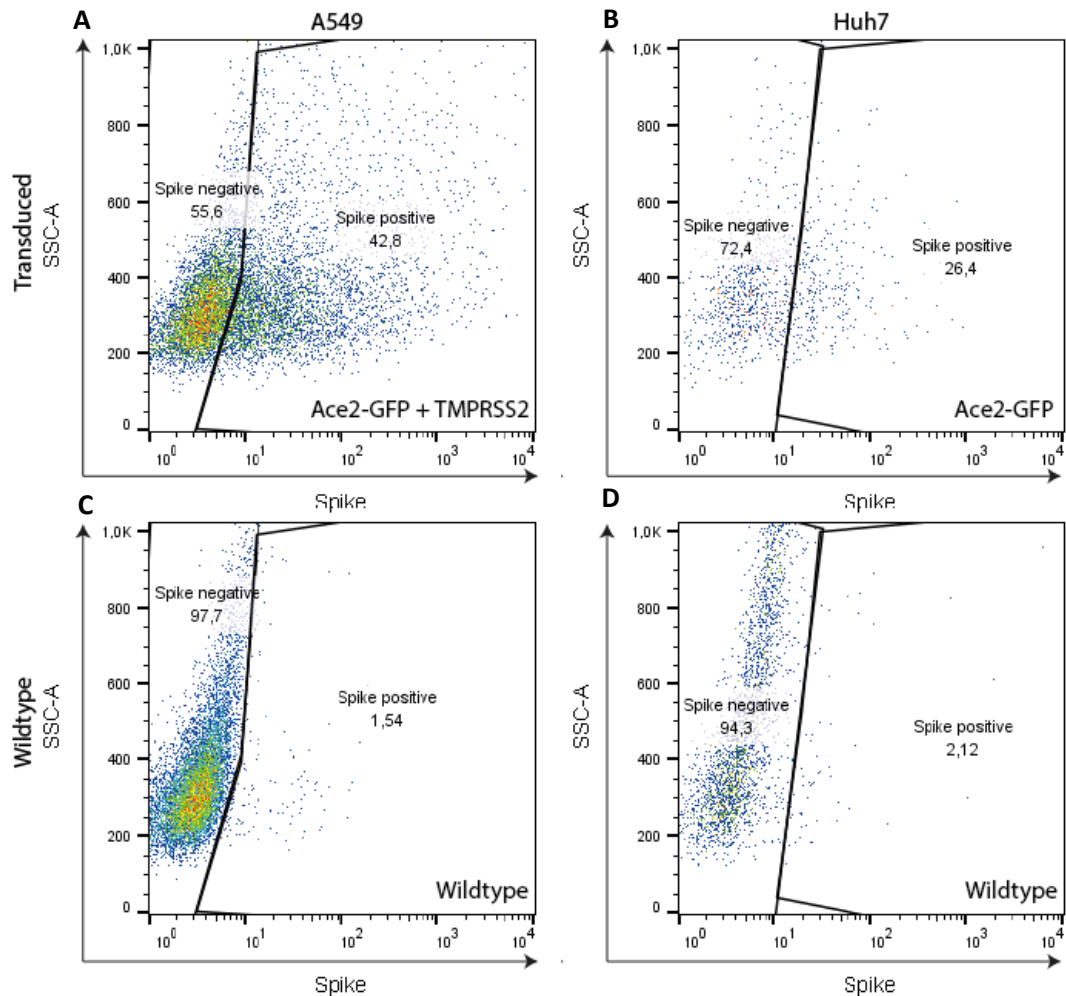 A
A549
B
Huh7
Transduced
SSC-A
1,0K
800
600
400
200
0
Spike negative
55,6
Spike positive
42,8
Ace2-GFP + TMPRSS2
10⁰ 10¹ 10² 10³ 10⁴
Spike
SSC-A
1,0K
800
600
400
200
0
Spike negative
72,4
Spike positive
26,4
Ace2-GFP
10⁰ 10¹ 10² 10³ 10⁴
Spike
C
D
Wildtype
SSC-A
1,0K
800
600
400
200
0
Spike negative
97,7
Spike positive
1,54
Wildtype
10⁰ 10¹ 10² 10³ 10⁴
Spike
SSC-A
1,0K
800
600
400
200
0
Spike negative
94,3
Spike positive
2,12
Wildtype
10⁰ 10¹ 10² 10³ 10⁴
Spike